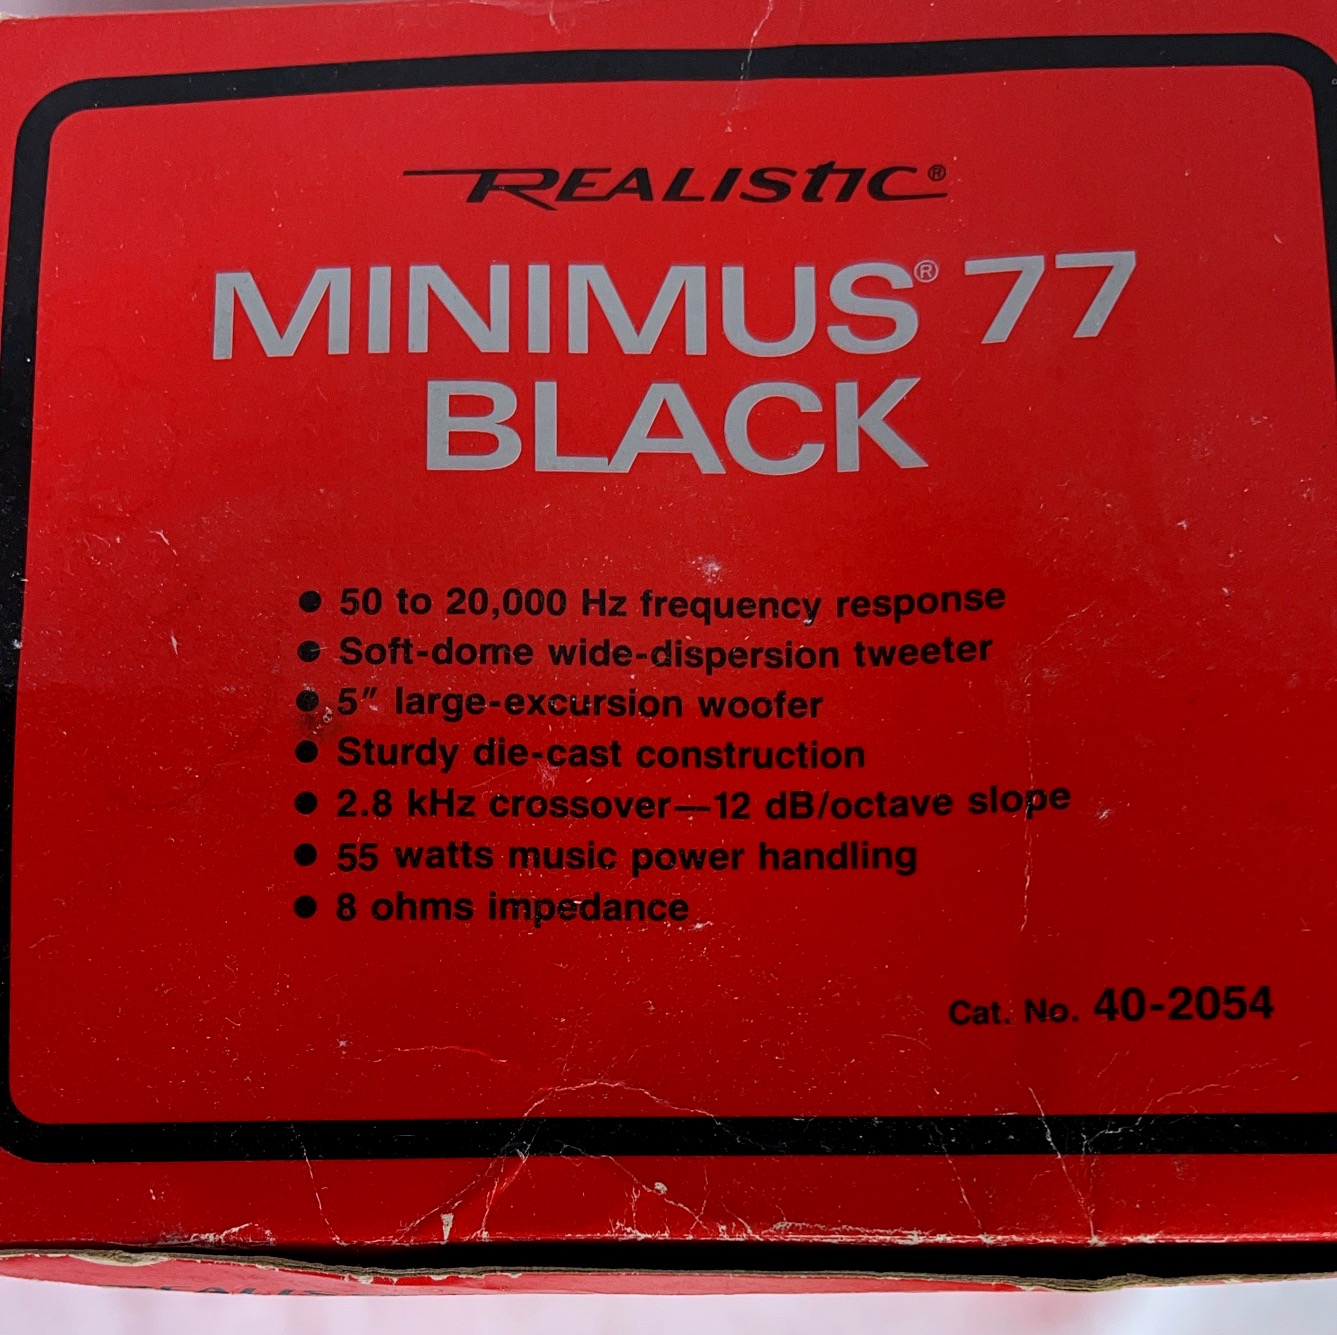 REALISTIC®
MINIMUS® 77
BLACK
● 50 to 20,000 Hz frequency response
● Soft-dome wide-dispersion tweeter
● 5″ large-excursion woofer
● Sturdy die-cast construction
● 2.8 kHz crossover—12 dB/octave slope
● 55 watts music power handling
● 8 ohms impedance
Cat. No. 40-2054